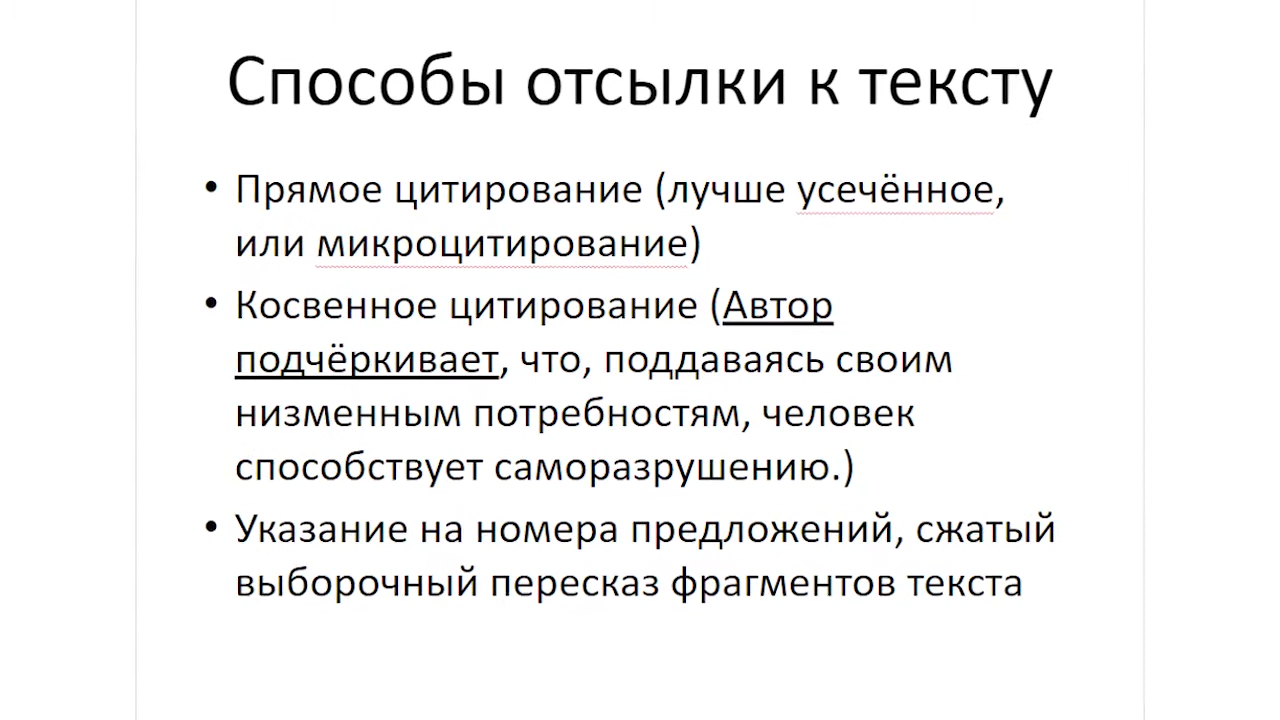 Способы отсылки к тексту
• Прямое цитирование (лучше усечённое,
или микроцитирование)
• Косвенное цитирование (Автор
подчёркивает, что, поддаваясь своим
низменным потребностям, человек
способствует саморазрушению.)
• Указание на номера предложений, сжатый
выборочный пересказ фрагментов текста